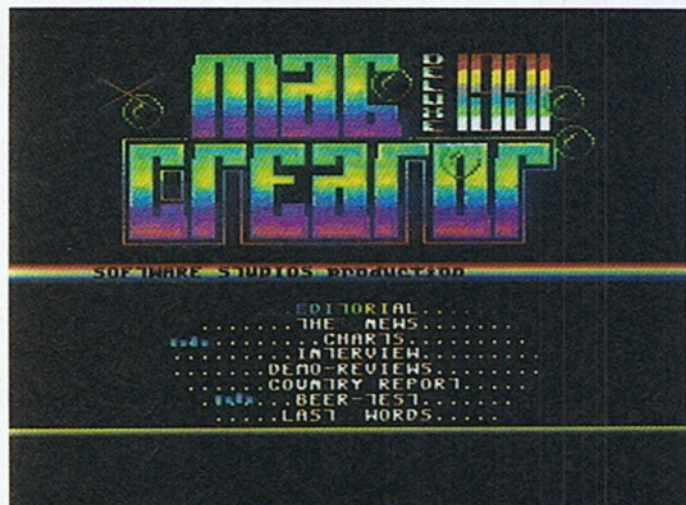 mag DELUXE 1991
creator
SOFTWARE STUDIOS production
EDITORIAL......
.......THE NEWS.......
.........CHARTS.........
..........INTERVIEW..........
........DEMO-REVIEWS.........
.......COUNTRY REPORT.......
.....BEER-TEST.......
.....LAST WORDS.....